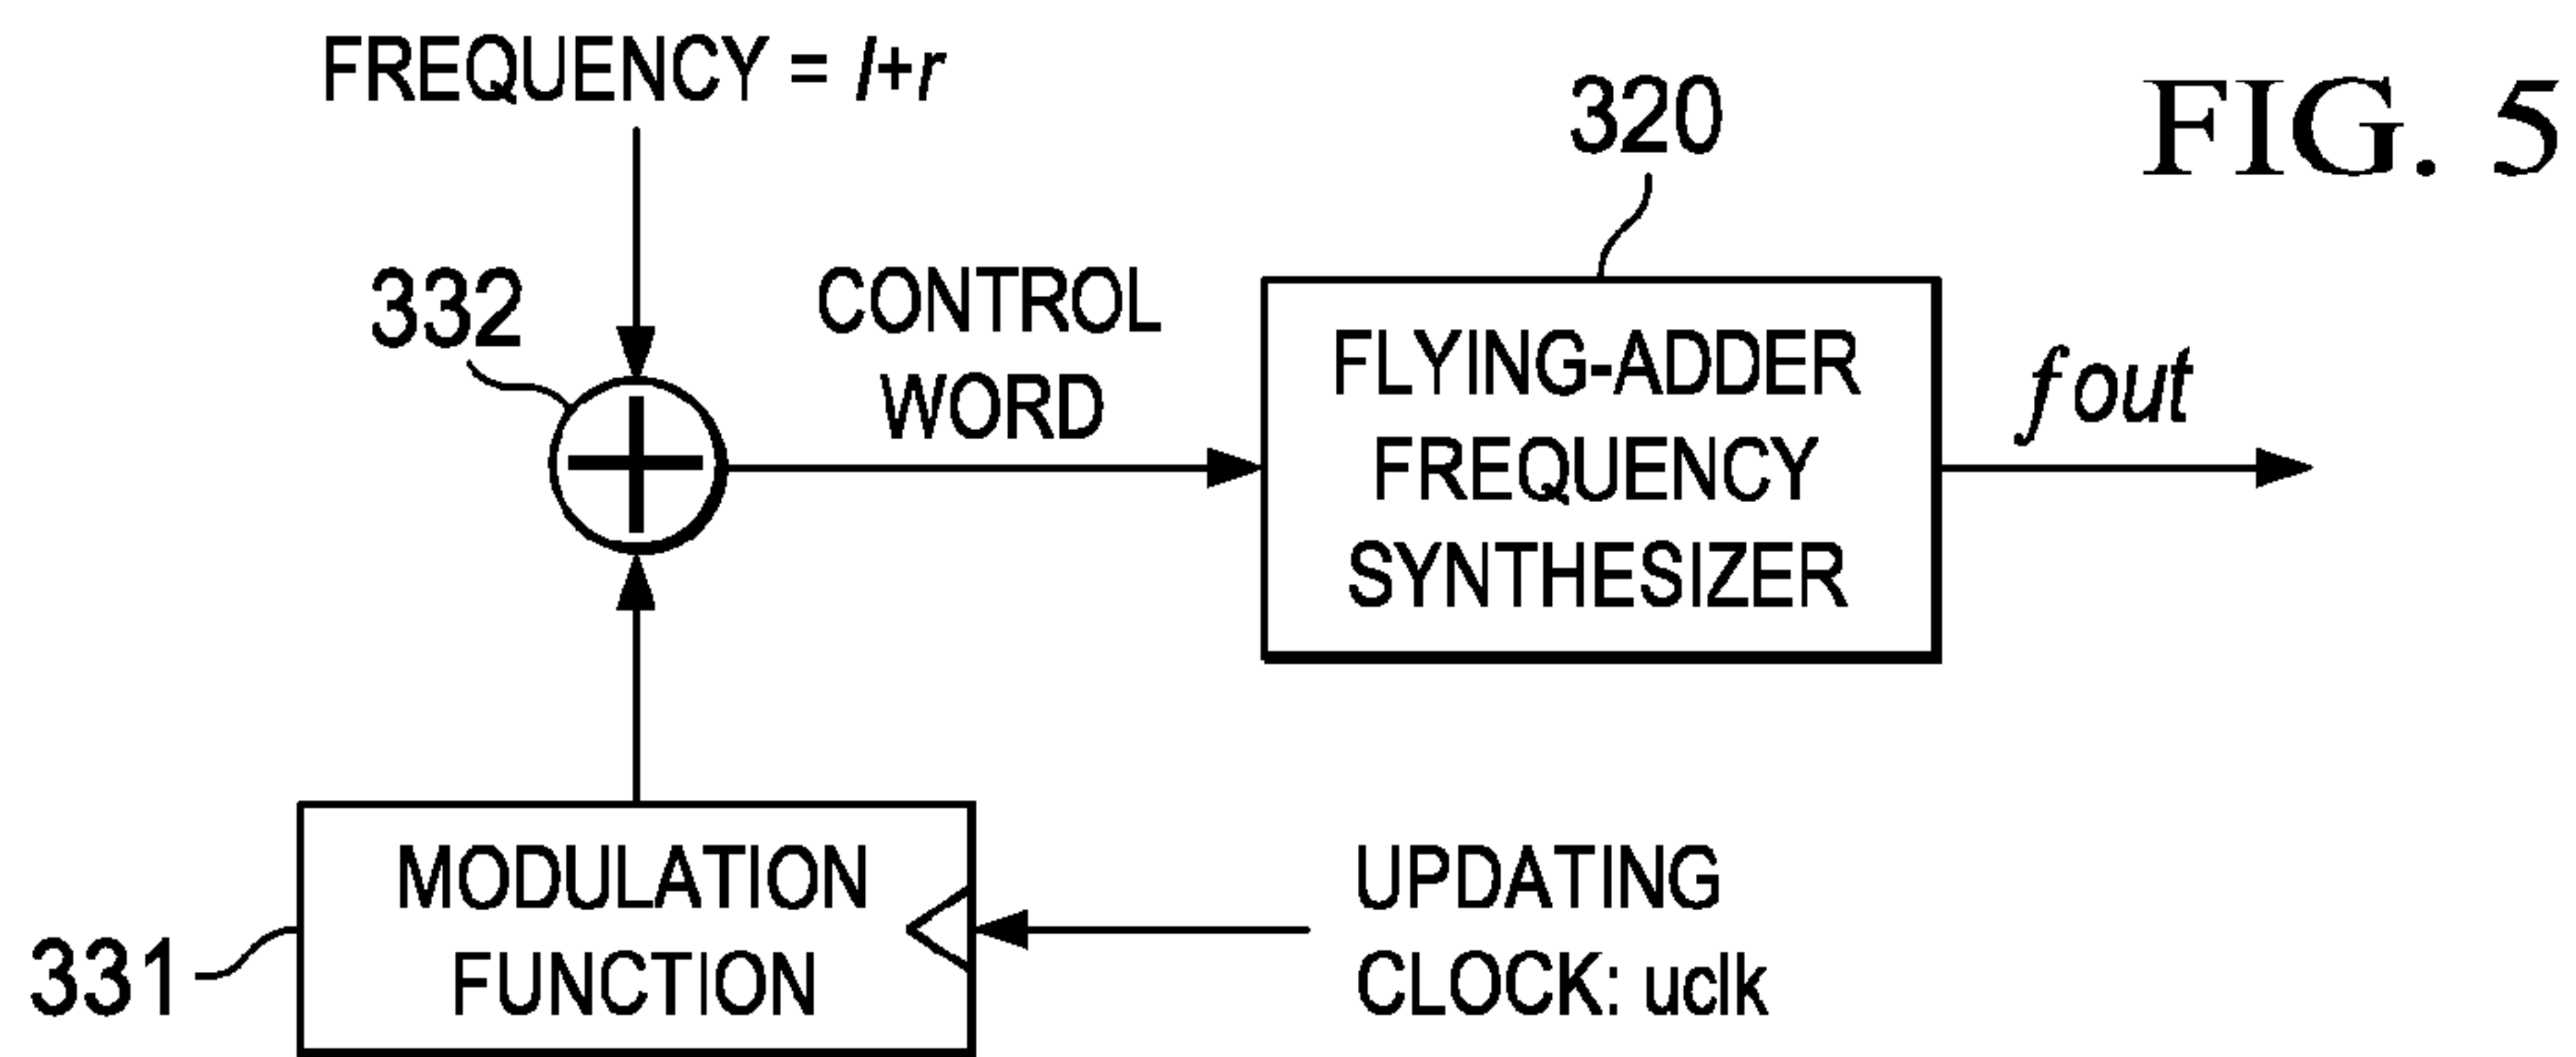 FREQUENCY = I+r
320
FIG. 5
332
CONTROL
WORD
FLYING-ADDER
FREQUENCY
SYNTHESIZER
fout
MODULATION
FUNCTION
331
UPDATING
CLOCK: uclk